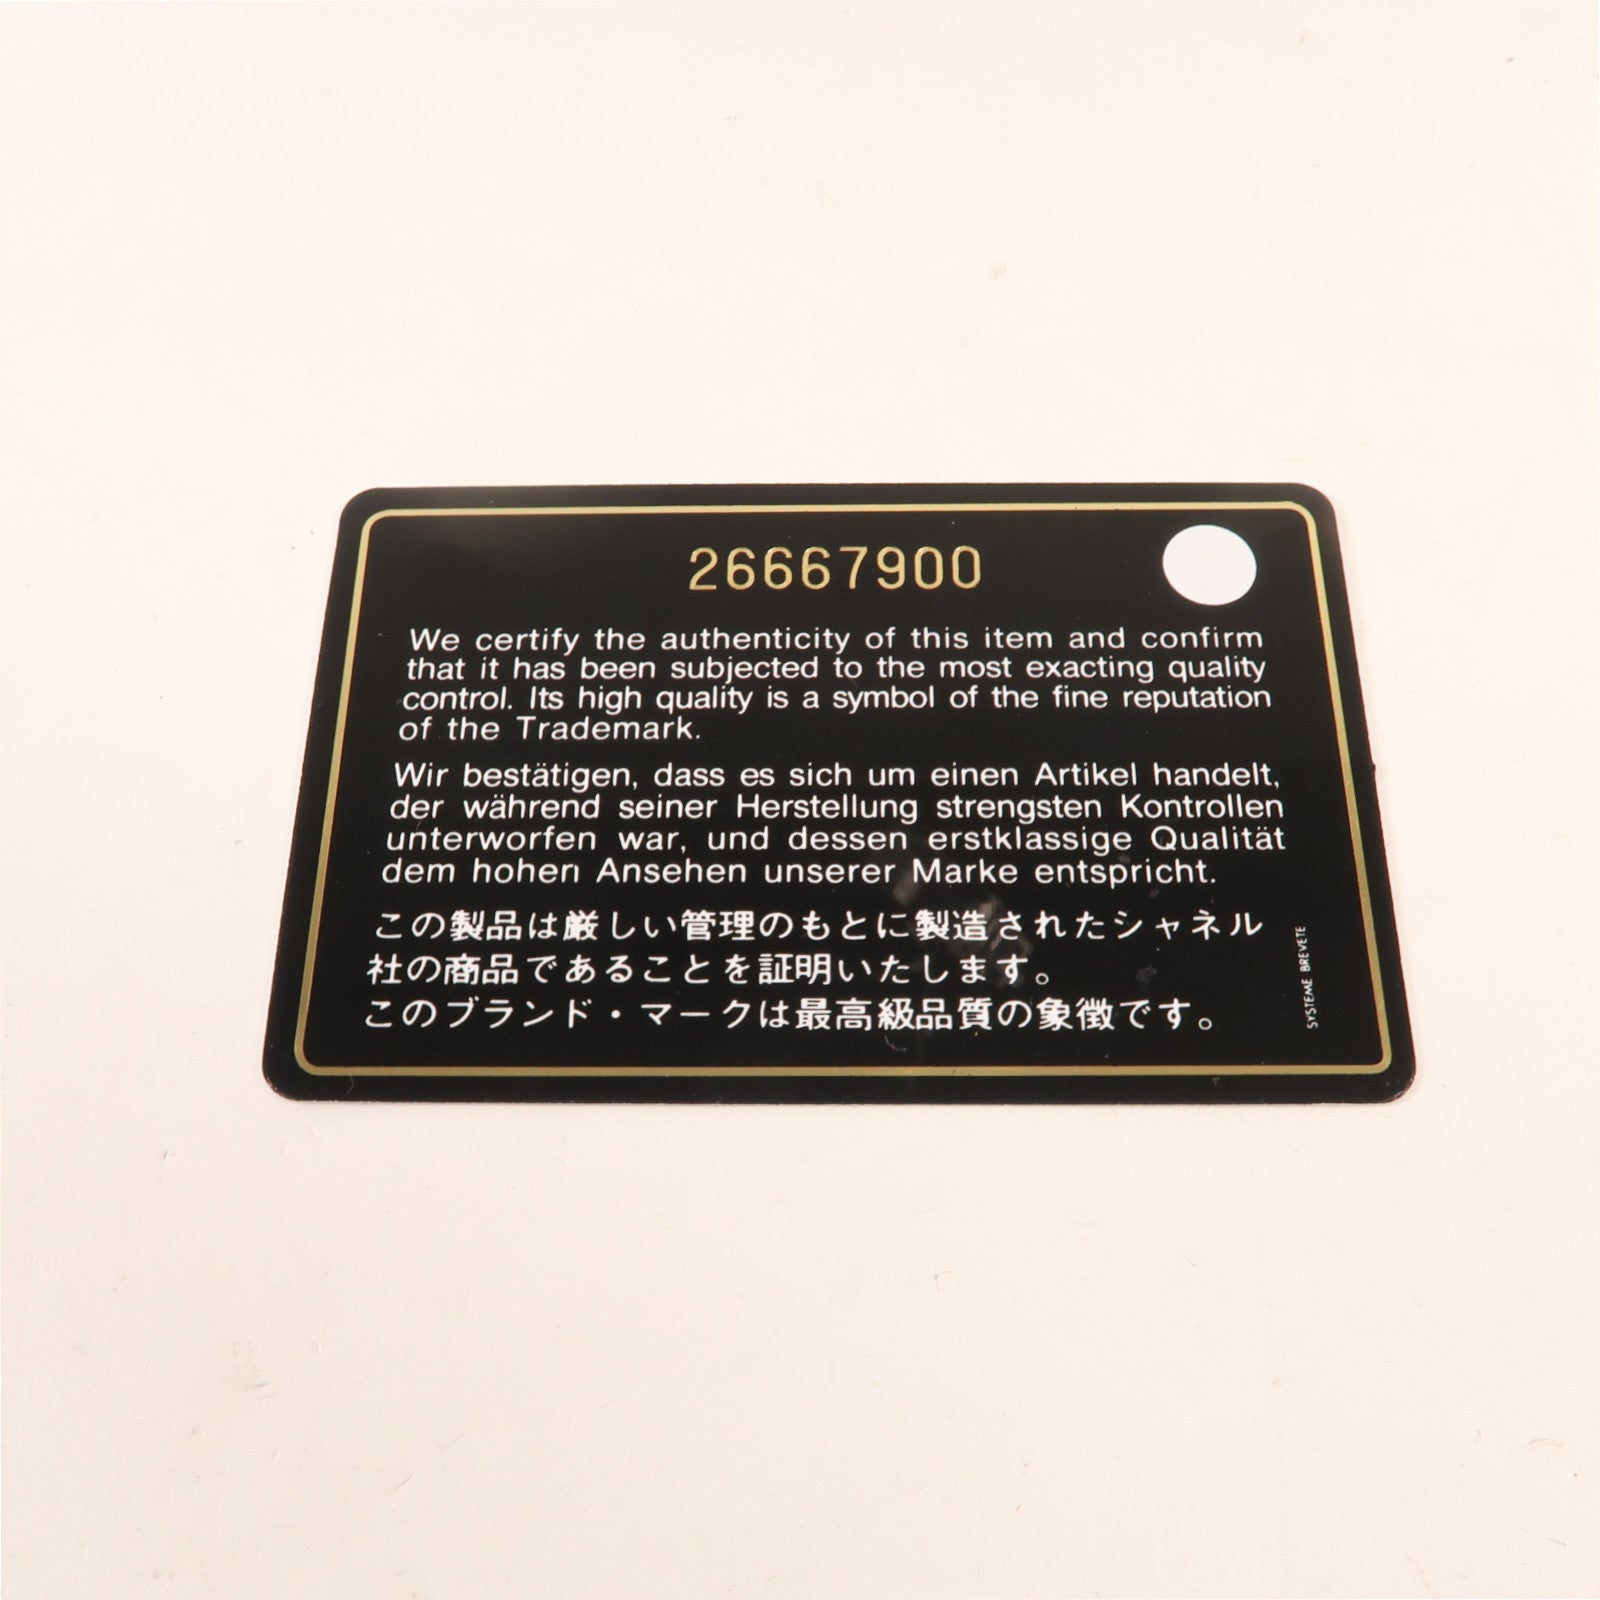 26667900
We certify the authenticity of this item and confirm
that it has been subjected to the most exacting quality
control. Its high quality is a symbol of the fine reputation
of the Trademark.
Wir bestätigen, dass es sich um einen Artikel handelt,
der während seiner Herstellung strengsten Kontrollen
unterworfen war, und dessen erstklassige Qualität
dem hohen Ansehen unserer Marke entspricht.
この製品は厳しい管理のもとに製造されたシャネル
社の商品であることを証明いたします。
このブランド・マークは最高級品質の象徴です。
SYSTEME BREVETE